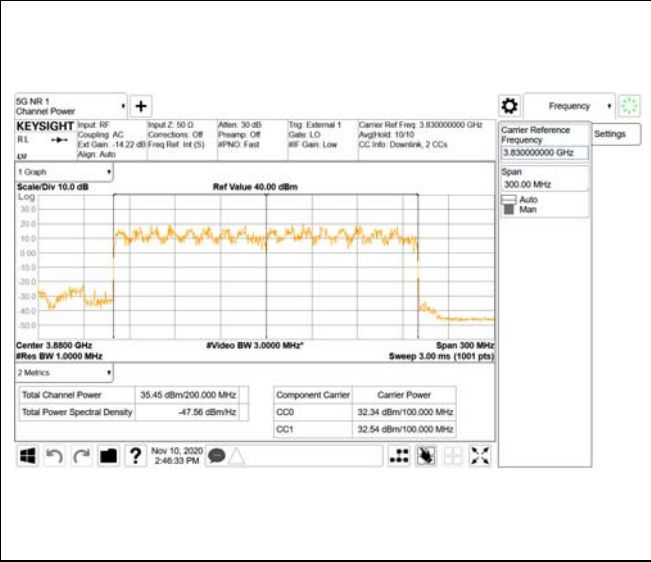 5G NR 1
Channel Power
Frequency
KEYSIGHT
Input: RF
Input Z: 50 Ω
Atten: 30 dB
Trig: External 1
Carrier Ref Freq: 3.830000000 GHz
RL
Coupling: AC
Corrections: Off
Preamp: Off
Gate: LO
Avg|Hold: 10/10
Ext Gain: -14.22 dB
Freq Ref: Int (S)
#PNO: Fast
#IF Gain: Low
CC Info: Downlink, 2 CCs
Align: Auto
Carrier Reference
Frequency
3.830000000 GHz
Settings
Span
300.00 MHz
Auto
Man
1 Graph
Scale/Div 10.0 dB
Ref Value 40.00 dBm
Log
30.0
20.0
10.0
0.00
-10.0
-20.0
-30.0
-40.0
-50.0
Center 3.8800 GHz
#Video BW 3.0000 MHz*
Span 300 MHz
#Res BW 1.0000 MHz
Sweep 3.00 ms (1001 pts)
2 Metrics
Total Channel Power
35.45 dBm/200.000 MHz
Total Power Spectral Density
-47.56 dBm/Hz
Component Carrier
Carrier Power
CC0
32.34 dBm/100.000 MHz
CC1
32.54 dBm/100.000 MHz
?
Nov 10, 2020
2:46:33 PM